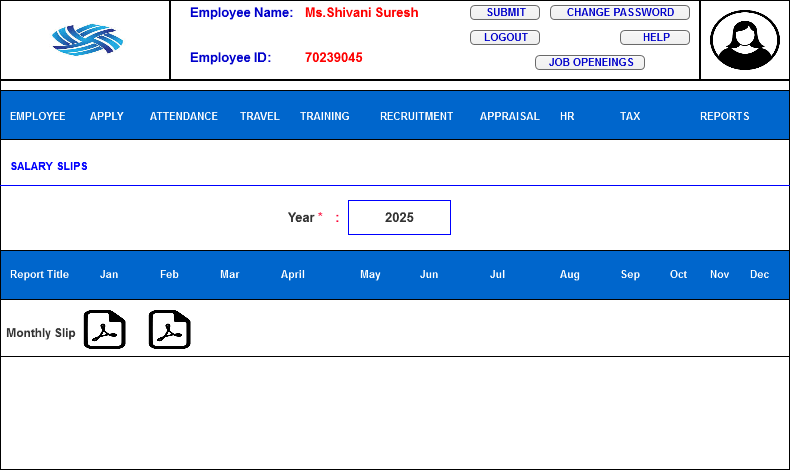 Employee Name: Ms.Shivani Suresh
SUBMIT CHANGE PASSWORD
LOGOUT HELP
Employee ID: 70239045
JOB OPENEINGS
EMPLOYEE APPLY ATTENDANCE TRAVEL TRAINING RECRUITMENT APPRAISAL HR TAX REPORTS
SALARY SLIPS
Year * : 2025
Report Title Jan Feb Mar April May Jun Jul Aug Sep Oct Nov Dec
Monthly Slip